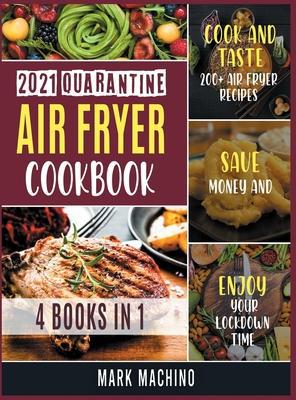 2021 QUARANTINE
AIR FRYER
COOKBOOK
4 BOOKS IN 1
MARK MACHINO
COOK AND
TASTE
200+ AIR FRYER
RECIPES
SAVE
MONEY AND
ENJOY
YOUR
LOCKDOWN
TIME